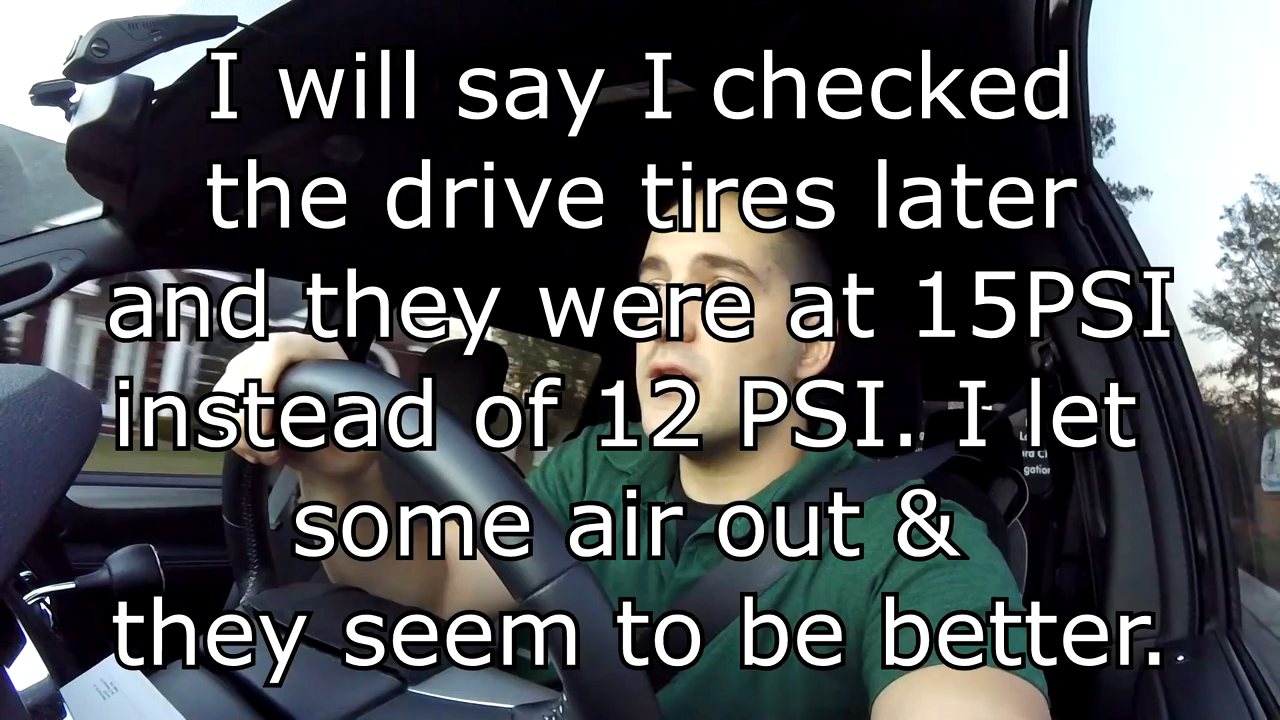 I will say I checked
the drive tires later
and they were at 15PSI
instead of 12 PSI. I let
some air out &
they seem to be better.